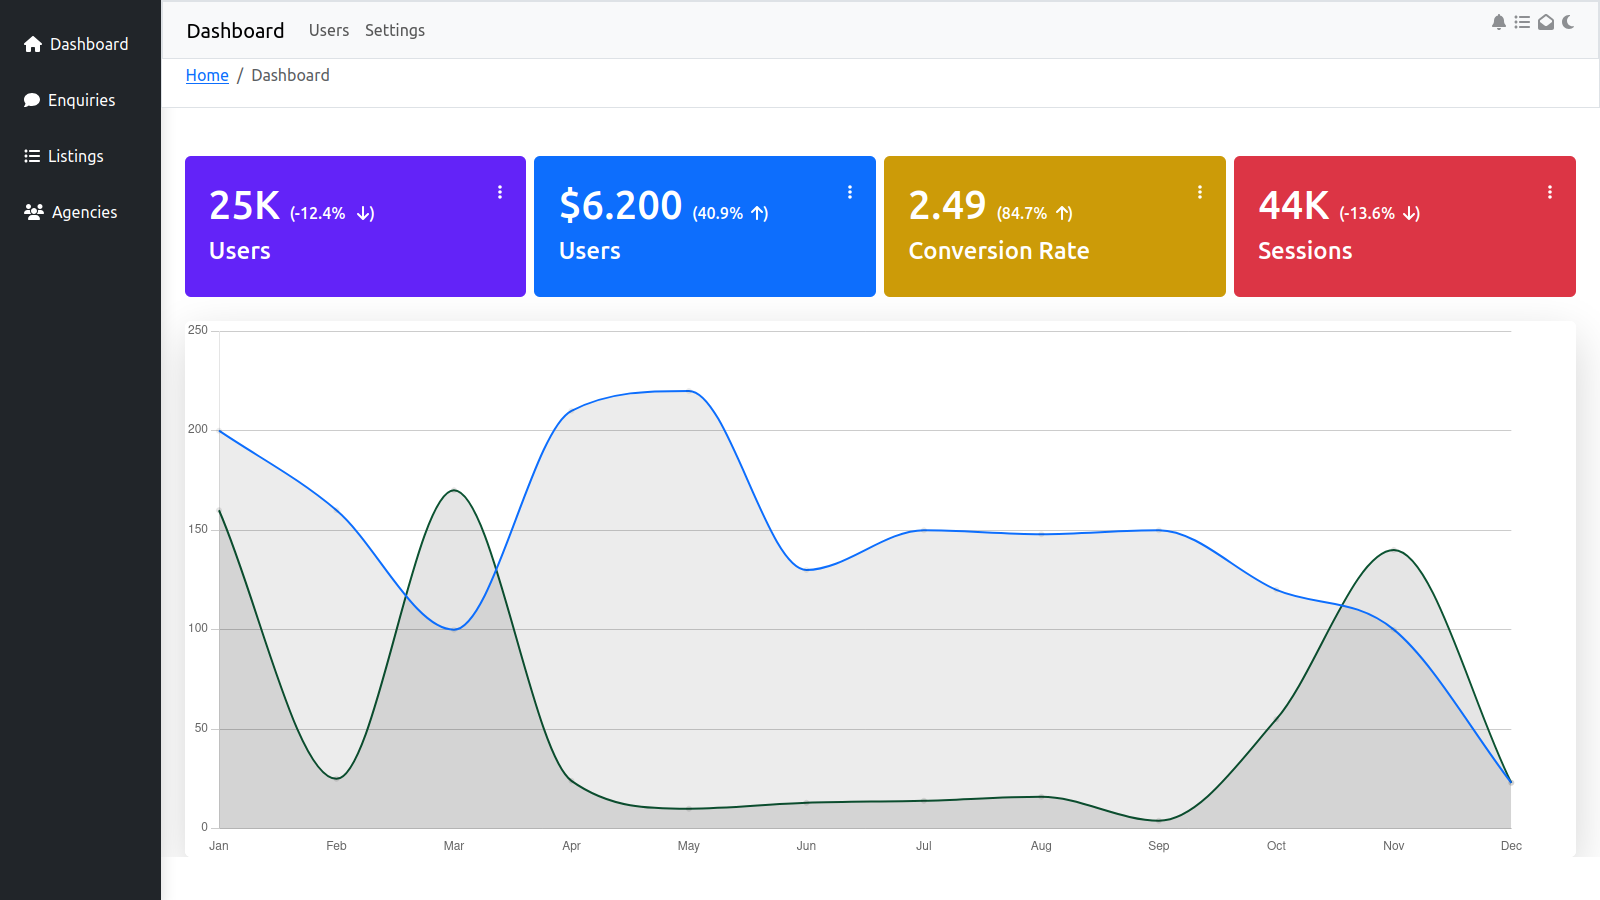 Dashboard
Enquiries
Listings
Agencies
Dashboard Users Settings
Home / Dashboard
25K (-12.4% ↓)
Users
$6.200 (40.9% ↑)
Users
2.49 (84.7% ↑)
Conversion Rate
44K (-13.6% ↓)
Sessions
250
200
150
100
50
0
Jan Feb Mar Apr May Jun Jul Aug Sep Oct Nov Dec